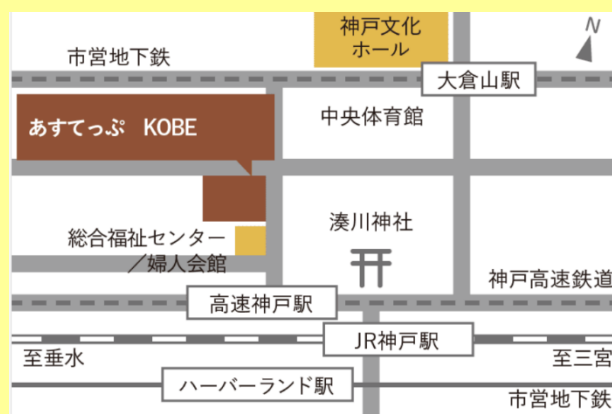 神戸文化
ホール
N
市営地下鉄
大倉山駅
あすてっぷ KOBE
中央体育館
湊川神社
総合福祉センター
／婦人会館
神戸高速鉄道
高速神戸駅
JR神戸駅
至垂水
至三宮
ハーバーランド駅
市営地下鉄